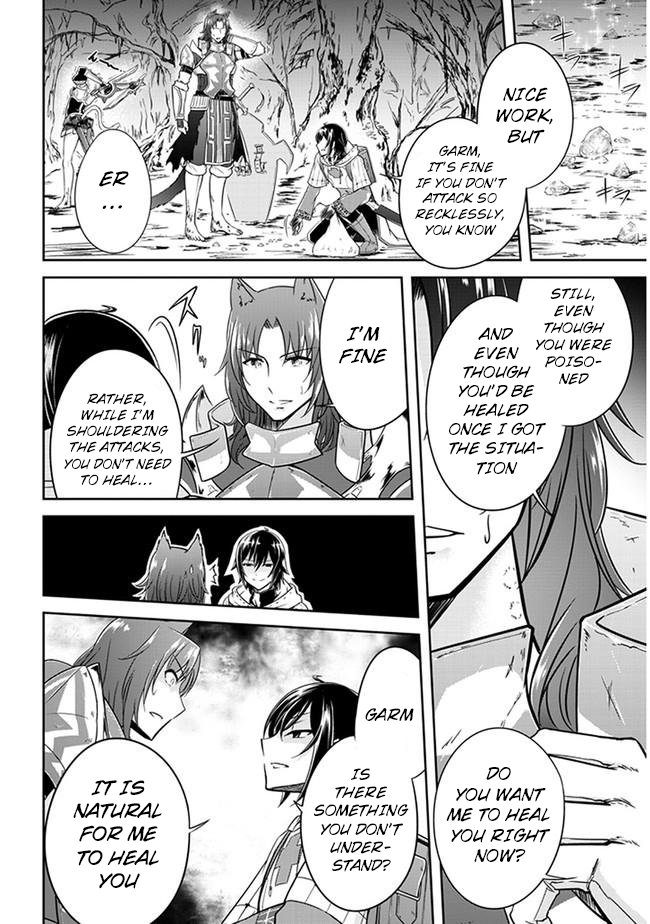 NICE
WORK,
BUT
GARM,
IT'S FINE
IF YOU DON'T
ATTACK SO
RECKLESSLY,
YOU KNOW
ER
...
STILL,
EVEN
THOUGH
YOU WERE
POISO-
NED
AND
EVEN
THOUGH
YOU'D BE
HEALED
ONCE I GOT
THE SITUA-
TION
DO
YOU WANT
ME TO HEAL
YOU RIGHT
NOW?
I'M
FINE
RATHER,
WHILE I'M
SHOULDERING
THE ATTACKS,
YOU DON'T NEED
TO HEAL...
GARM
IS
THERE
SOMETHING
YOU DON'T
UNDER-
STAND?
IT IS
NATURAL
FOR ME
TO HEAL
YOU